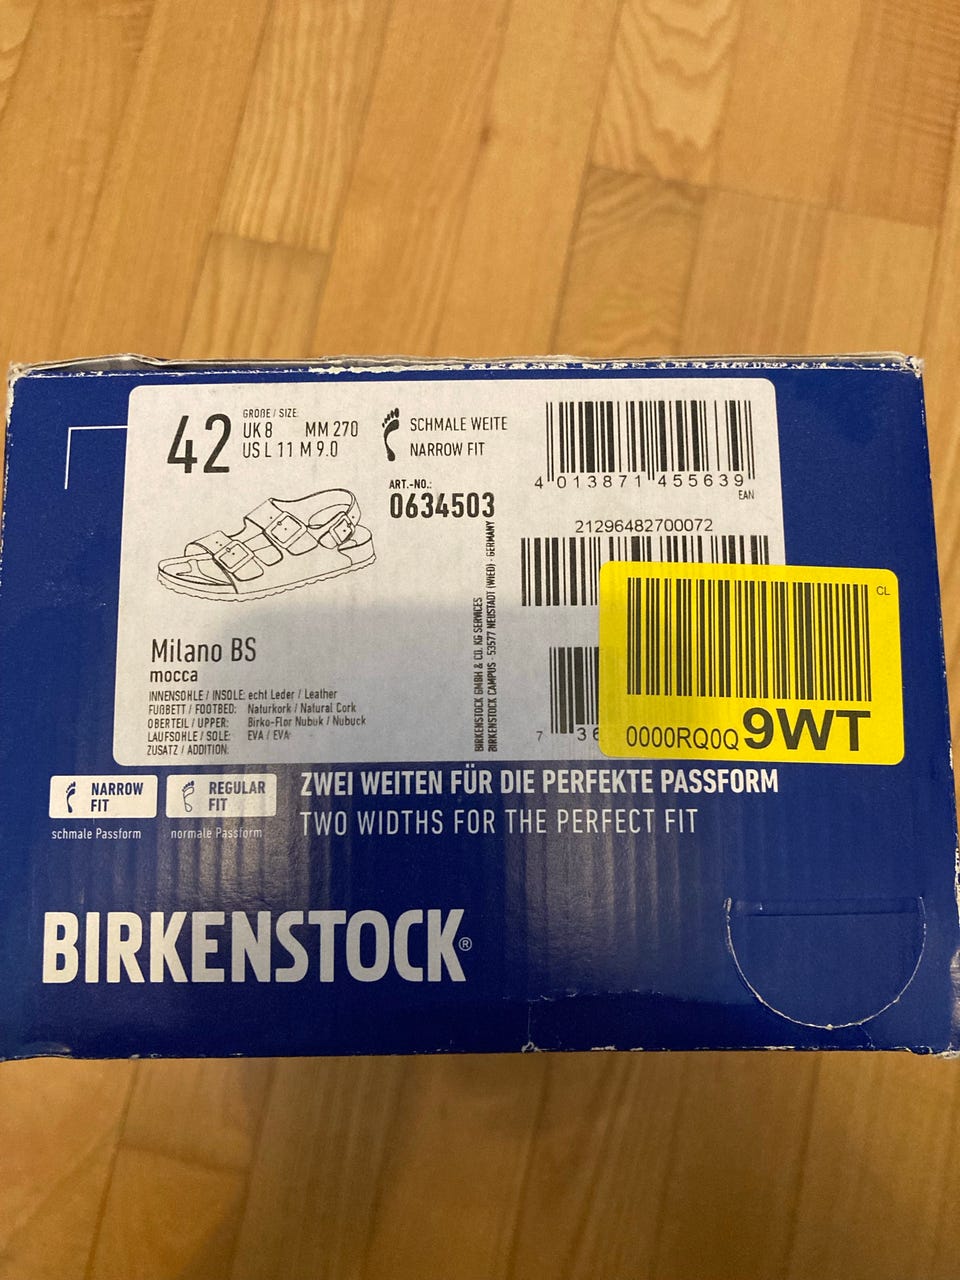 42
GRÖßE / SIZE:
UK 8 MM 270
US L 11 M 9.0
SCHMALE WEITE
NARROW FIT
ART.-NO.:
0634503
4 013871 455639
EAN
21296482700072
Milano BS
mocca
INNENSOHLE / INSOLE: echt Leder / Leather
FUßBETT / FOOTBED: Naturkork / Natural Cork
OBERTEIL / UPPER: Birko-Flor Nubuk / Nubuck
LAUFSOHLE / SOLE: EVA / EVA
ZUSATZ / ADDITION:
BIRKENSTOCK GMBH & CO. KG SERVICES
BIRKENSTOCK CAMPUS · 53577 NEUSTADT (WIED) · GERMANY
CL
7 36
0000RQ0Q 9WT
NARROW FIT
schmale Passform
REGULAR FIT
normale Passform
ZWEI WEITEN FÜR DIE PERFEKTE PASSFORM
TWO WIDTHS FOR THE PERFECT FIT
BIRKENSTOCK®